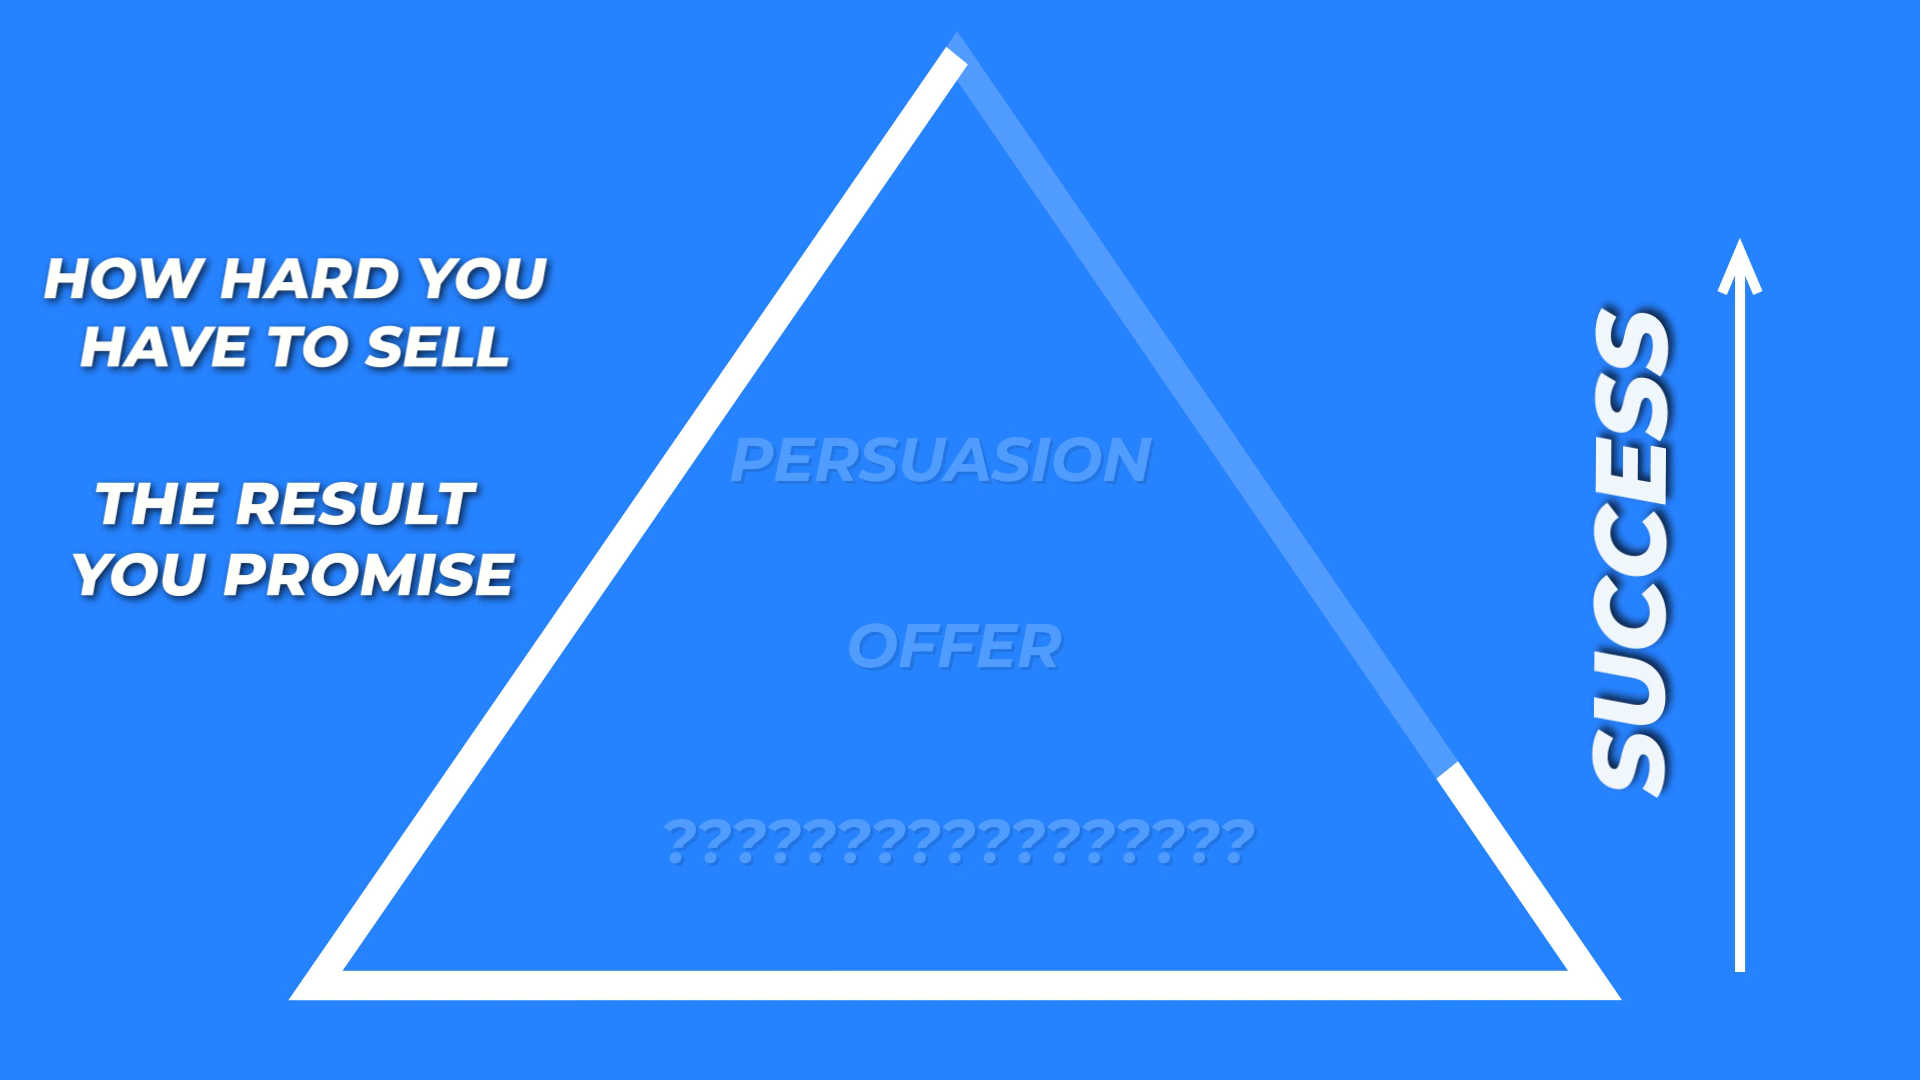 HOW HARD YOU
HAVE TO SELL
THE RESULT
YOU PROMISE
PERSUASION
OFFER
?????????????????
SUCCESS